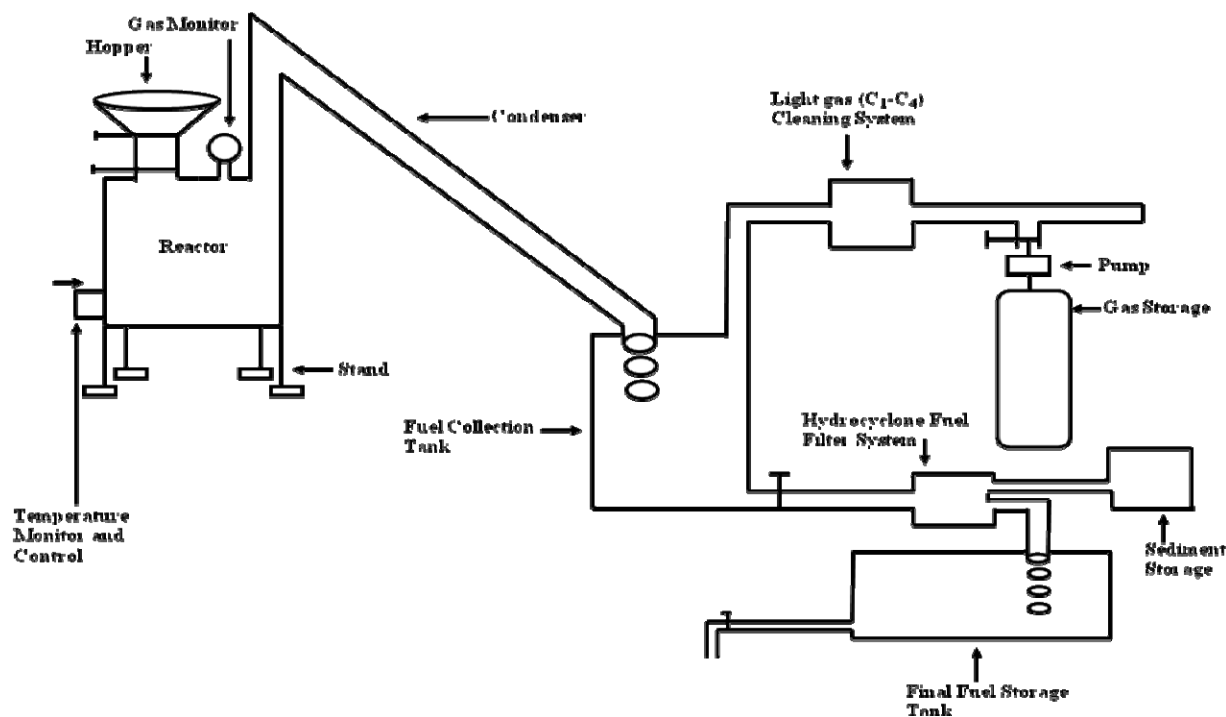 Gas Monitor
Hopper
Condenser
Light gas (C₁-C₄)
Cleaning System
Reactor
Pump
Gas Storage
Stand
Fuel Collection
Tank
Hydrocyclone Fuel
Filter System
Temperature
Monitor and
Control
Sediment
Storage
Final Fuel Storage
Tank